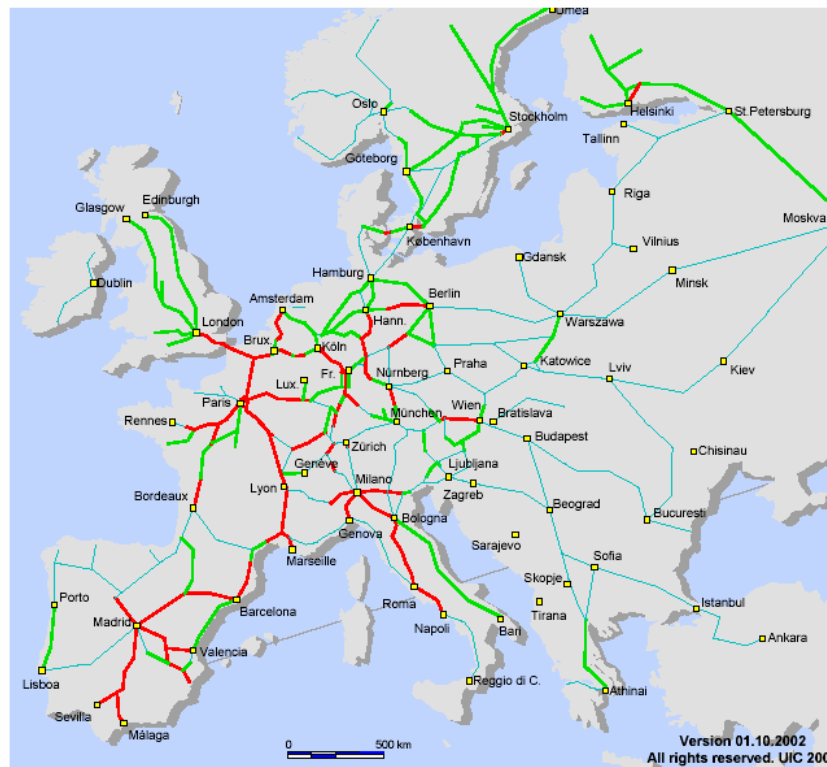 Umea
Oslo
Stockholm
Helsinki
St.Petersburg
Tallinn
Göteborg
Riga
Moskva
Glasgow
Edinburgh
København
Vilnius
Gdansk
Minsk
Dublin
Hamburg
Amsterdam
Berlin
London
Hann.
Warszawa
Brux.
Köln
Katowice
Lviv
Kiev
Fr.
Praha
Lux.
Nürnberg
Paris
Rennes
München
Wien
Bratislava
Budapest
Zürich
Chisinau
Genève
Ljubljana
Milano
Lyon
Zagreb
Bordeaux
Beograd
Bucuresti
Bologna
Genova
Sarajevo
Marseille
Sofia
Skopje
Porto
Barcelona
Roma
Tirana
Istanbul
Madrid
Napoli
Bari
Ankara
Valencia
Lisboa
Reggio di C.
Athinai
Sevilla
Málaga
0 500 km
Version 01.10.2002
All rights reserved. UIC 200